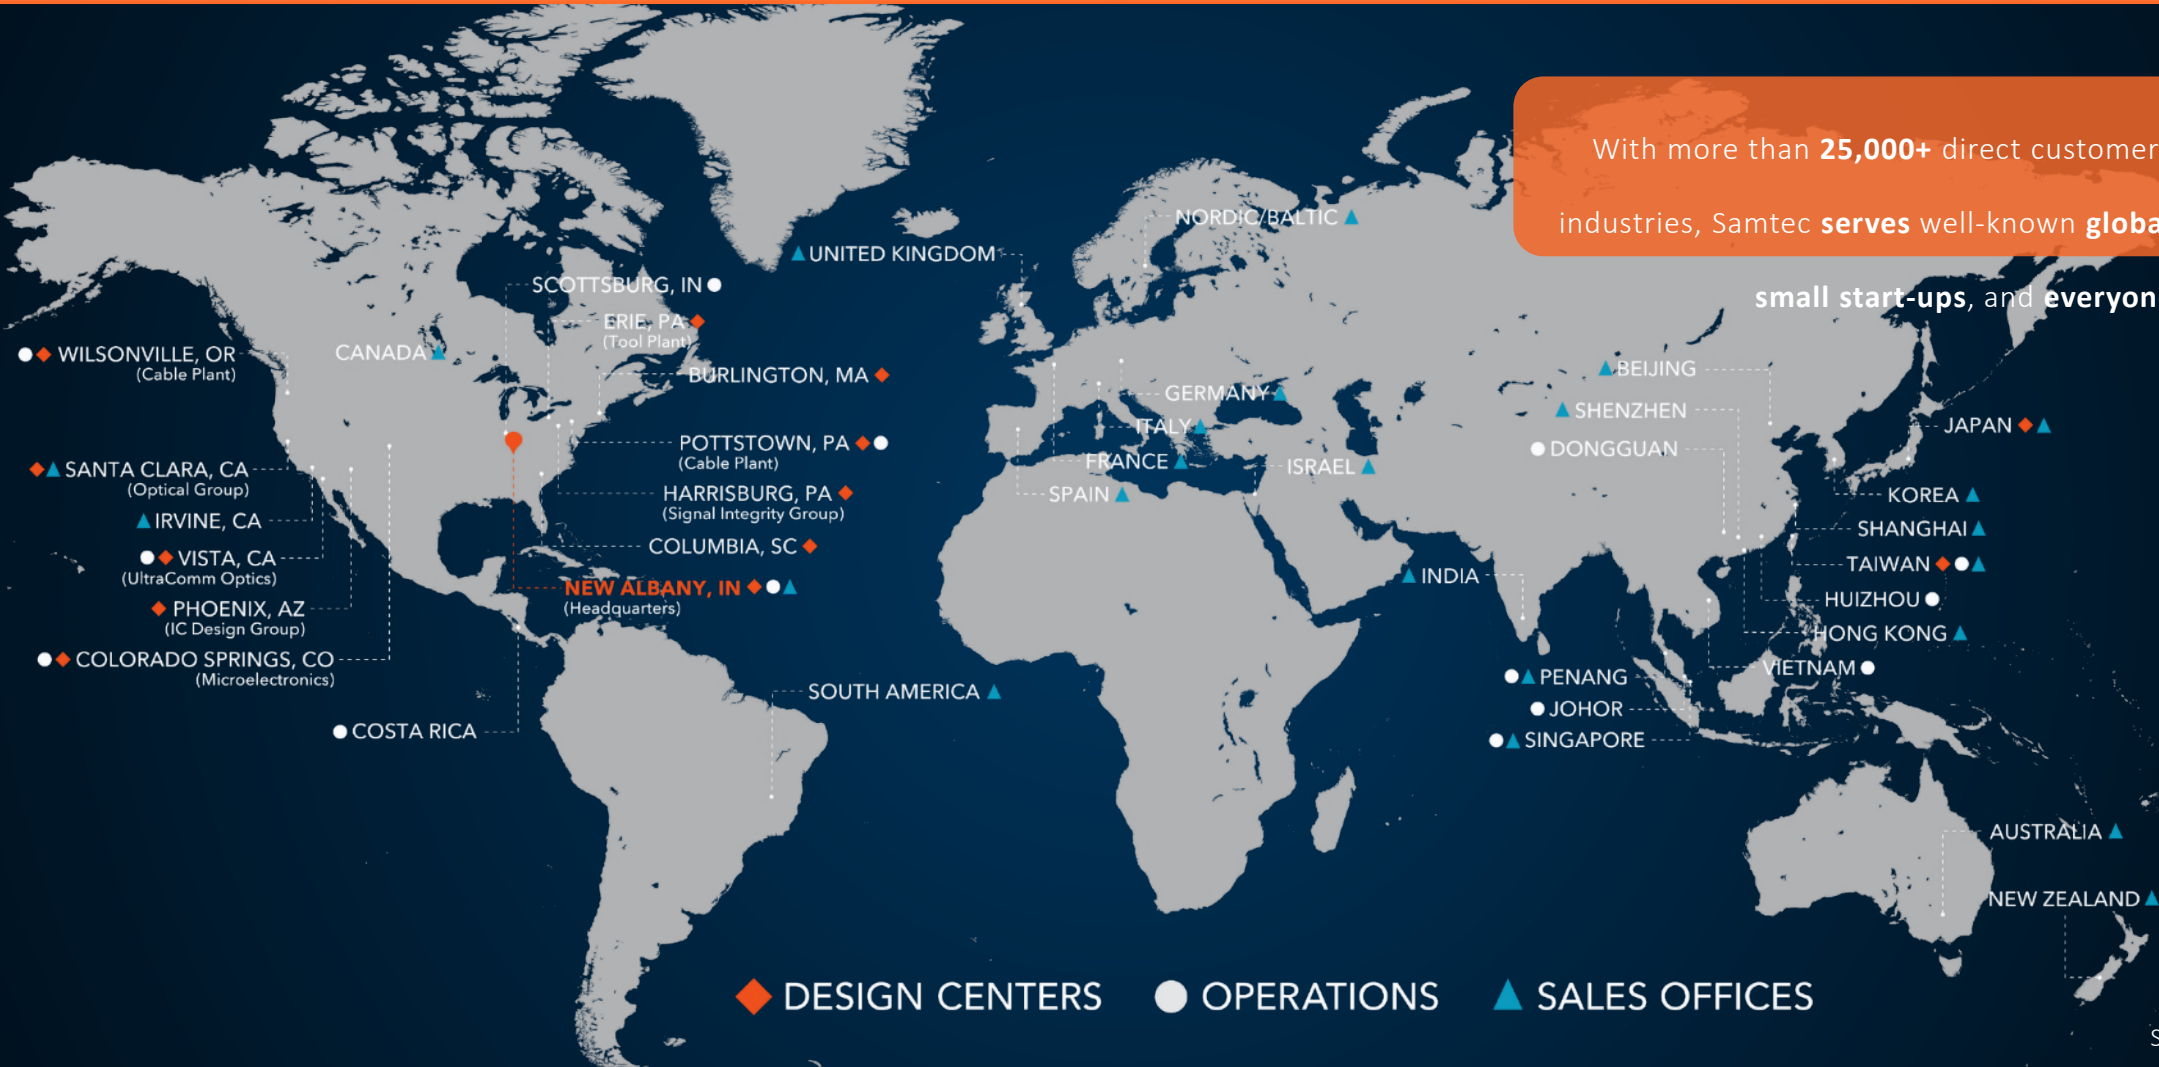 With more than 25,000+ direct customer
industries, Samtec serves well-known globa
small start-ups, and everyon
NORDIC/BALTIC
UNITED KINGDOM
SCOTTSBURG, IN
ERIE, PA
(Tool Plant)
WILSONVILLE, OR
(Cable Plant)
CANADA
BURLINGTON, MA
BEIJING
GERMANY
SHENZHEN
ITALY
JAPAN
POTTSTOWN, PA
(Cable Plant)
DONGGUAN
FRANCE
ISRAEL
SANTA CLARA, CA
(Optical Group)
HARRISBURG, PA
(Signal Integrity Group)
SPAIN
KOREA
IRVINE, CA
SHANGHAI
COLUMBIA, SC
VISTA, CA
(UltraComm Optics)
TAIWAN
INDIA
NEW ALBANY, IN
(Headquarters)
HUIZHOU
PHOENIX, AZ
(IC Design Group)
HONG KONG
COLORADO SPRINGS, CO
(Microelectronics)
VIETNAM
PENANG
SOUTH AMERICA
JOHOR
COSTA RICA
SINGAPORE
AUSTRALIA
NEW ZEALAND
DESIGN CENTERS
OPERATIONS
SALES OFFICES
S